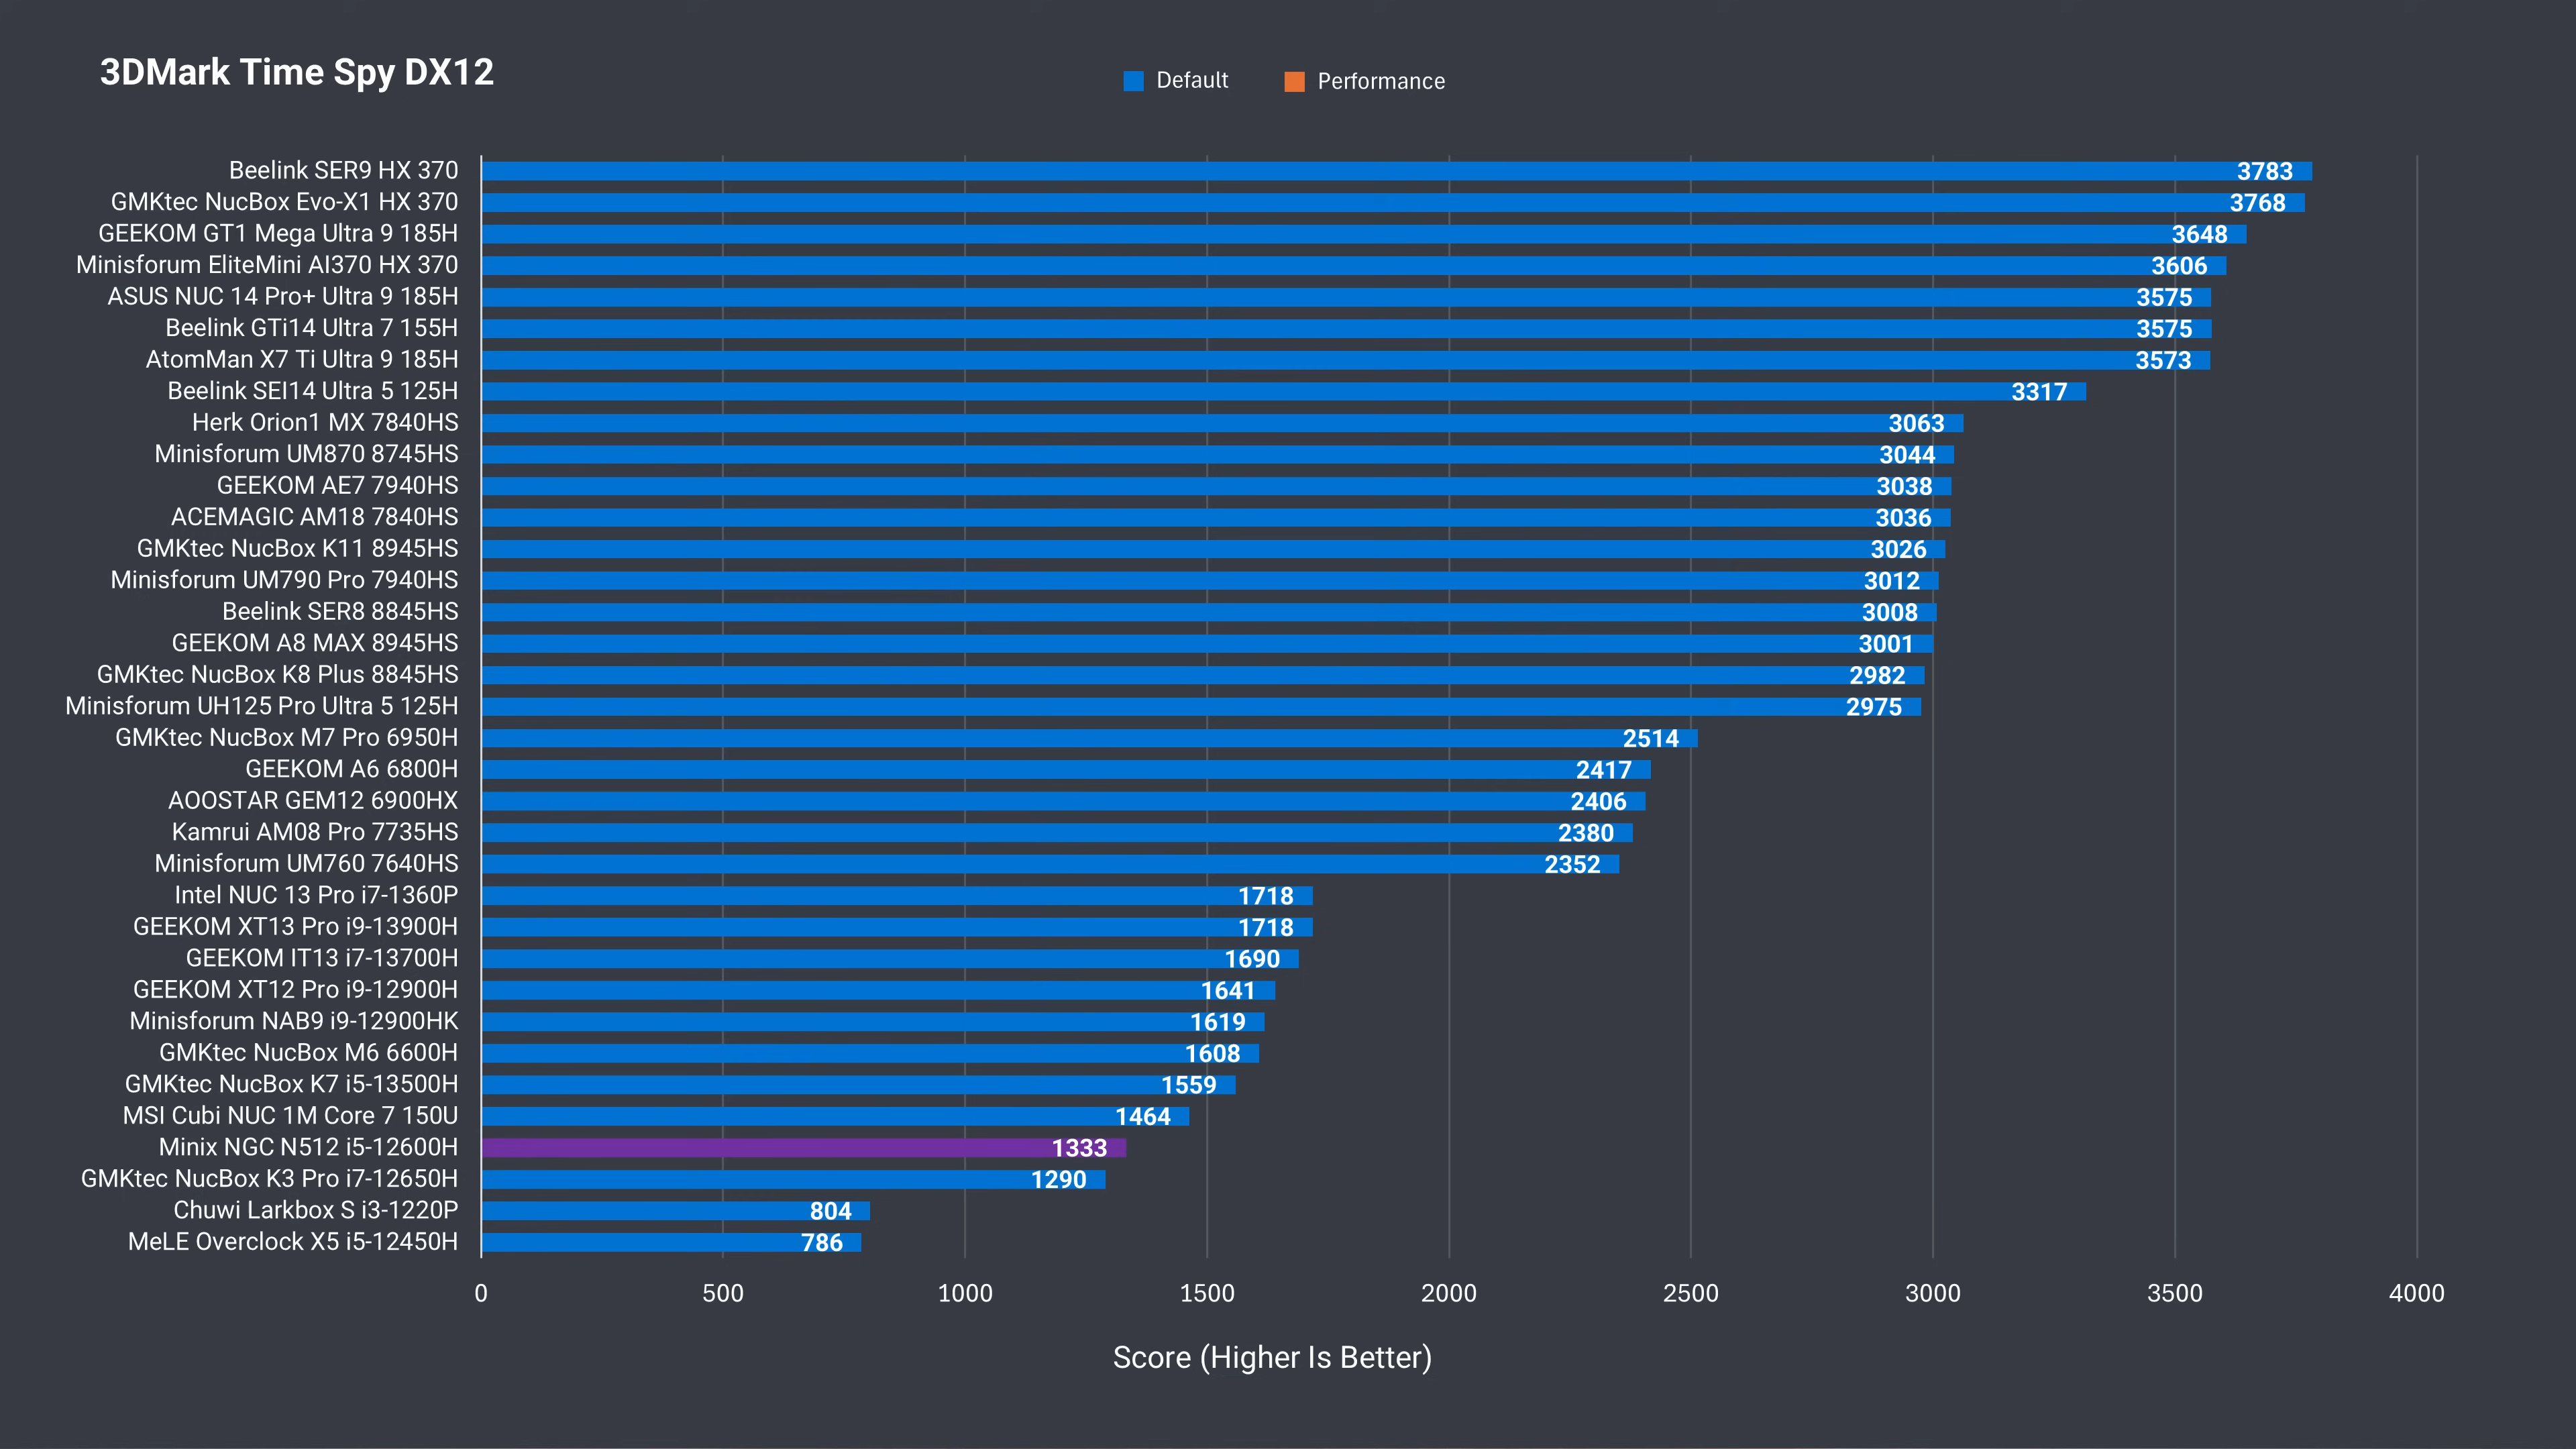 3DMark Time Spy DX12
Default
Performance
Beelink SER9 HX 370 3783
GMKtec NucBox Evo-X1 HX 370 3768
GEEKOM GT1 Mega Ultra 9 185H 3648
Minisforum EliteMini AI370 HX 370 3606
ASUS NUC 14 Pro+ Ultra 9 185H 3575
Beelink GTi14 Ultra 7 155H 3575
AtomMan X7 Ti Ultra 9 185H 3573
Beelink SEI14 Ultra 5 125H 3317
Herk Orion1 MX 7840HS 3063
Minisforum UM870 8745HS 3044
GEEKOM AE7 7940HS 3038
ACEMAGIC AM18 7840HS 3036
GMKtec NucBox K11 8945HS 3026
Minisforum UM790 Pro 7940HS 3012
Beelink SER8 8845HS 3008
GEEKOM A8 MAX 8945HS 3001
GMKtec NucBox K8 Plus 8845HS 2982
Minisforum UH125 Pro Ultra 5 125H 2975
GMKtec NucBox M7 Pro 6950H 2514
GEEKOM A6 6800H 2417
AOOSTAR GEM12 6900HX 2406
Kamrui AM08 Pro 7735HS 2380
Minisforum UM760 7640HS 2352
Intel NUC 13 Pro i7-1360P 1718
GEEKOM XT13 Pro i9-13900H 1718
GEEKOM IT13 i7-13700H 1690
GEEKOM XT12 Pro i9-12900H 1641
Minisforum NAB9 i9-12900HK 1619
GMKtec NucBox M6 6600H 1608
GMKtec NucBox K7 i5-13500H 1559
MSI Cubi NUC 1M Core 7 150U 1464
Minix NGC N512 i5-12600H 1333
GMKtec NucBox K3 Pro i7-12650H 1290
Chuwi Larkbox S i3-1220P 804
MeLE Overclock X5 i5-12450H 786
0 500 1000 1500 2000 2500 3000 3500 4000
Score (Higher Is Better)